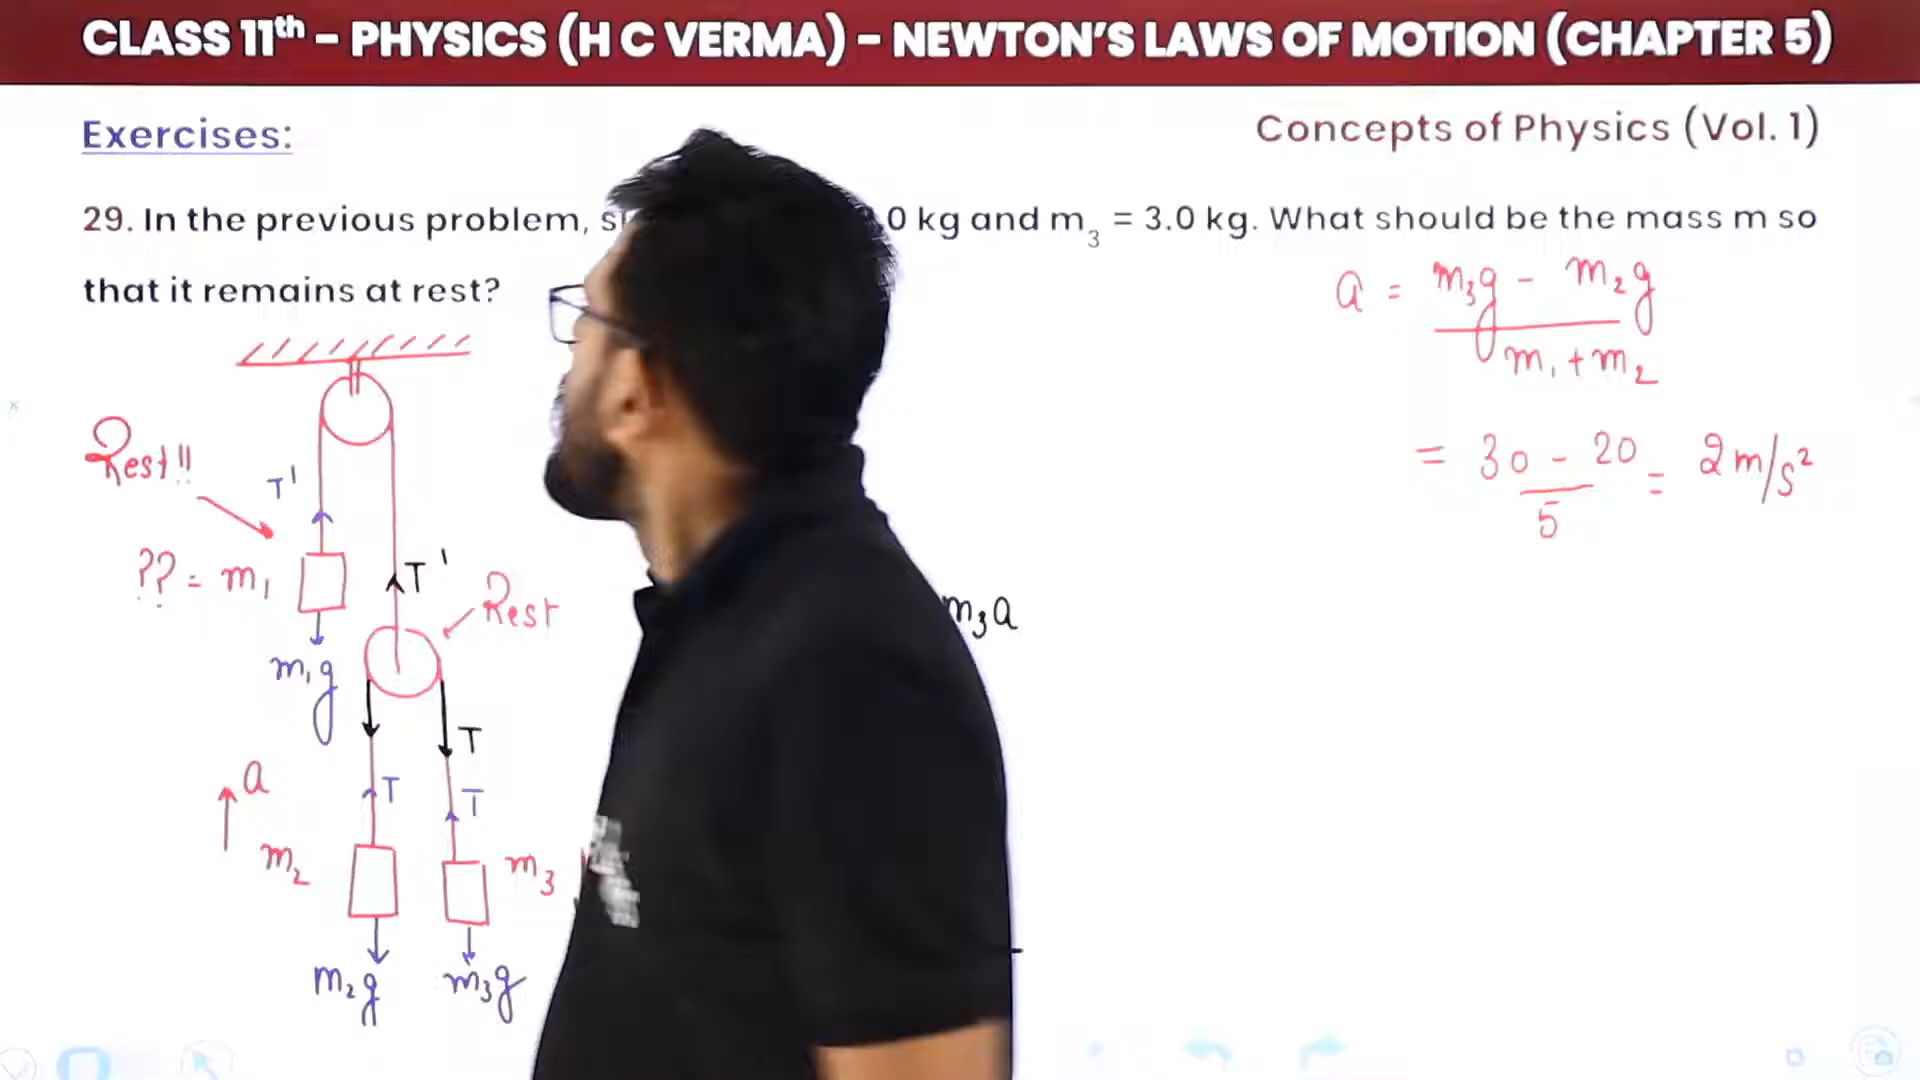 CLASS 11th – PHYSICS (H C VERMA) – NEWTON'S LAWS OF MOTION (CHAPTER 5)
Exercises:
Concepts of Physics (Vol. 1)
29. In the previous problem, 0 kg and m3 = 3.0 kg. What should be the mass m so
that it remains at rest?
a = m3g - m2g
m1 + m2
= 30 - 20 = 2 m/s²
5
Rest!!
T'
?? = m1
T'
Rest
m1g
m3a
T
a
T
T
m2
m3
m2g
m3g